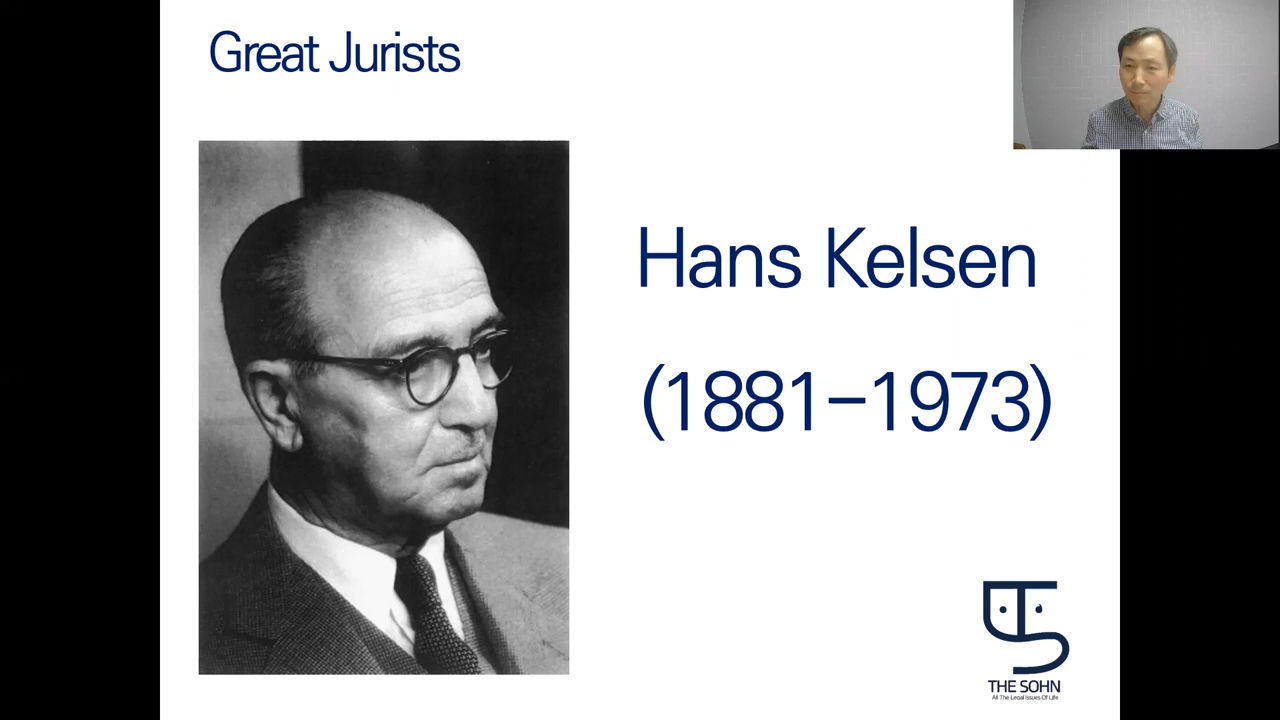 Great Jurists
Hans Kelsen
(1881–1973)
THE SOHN
All The Legal Issues Of Life